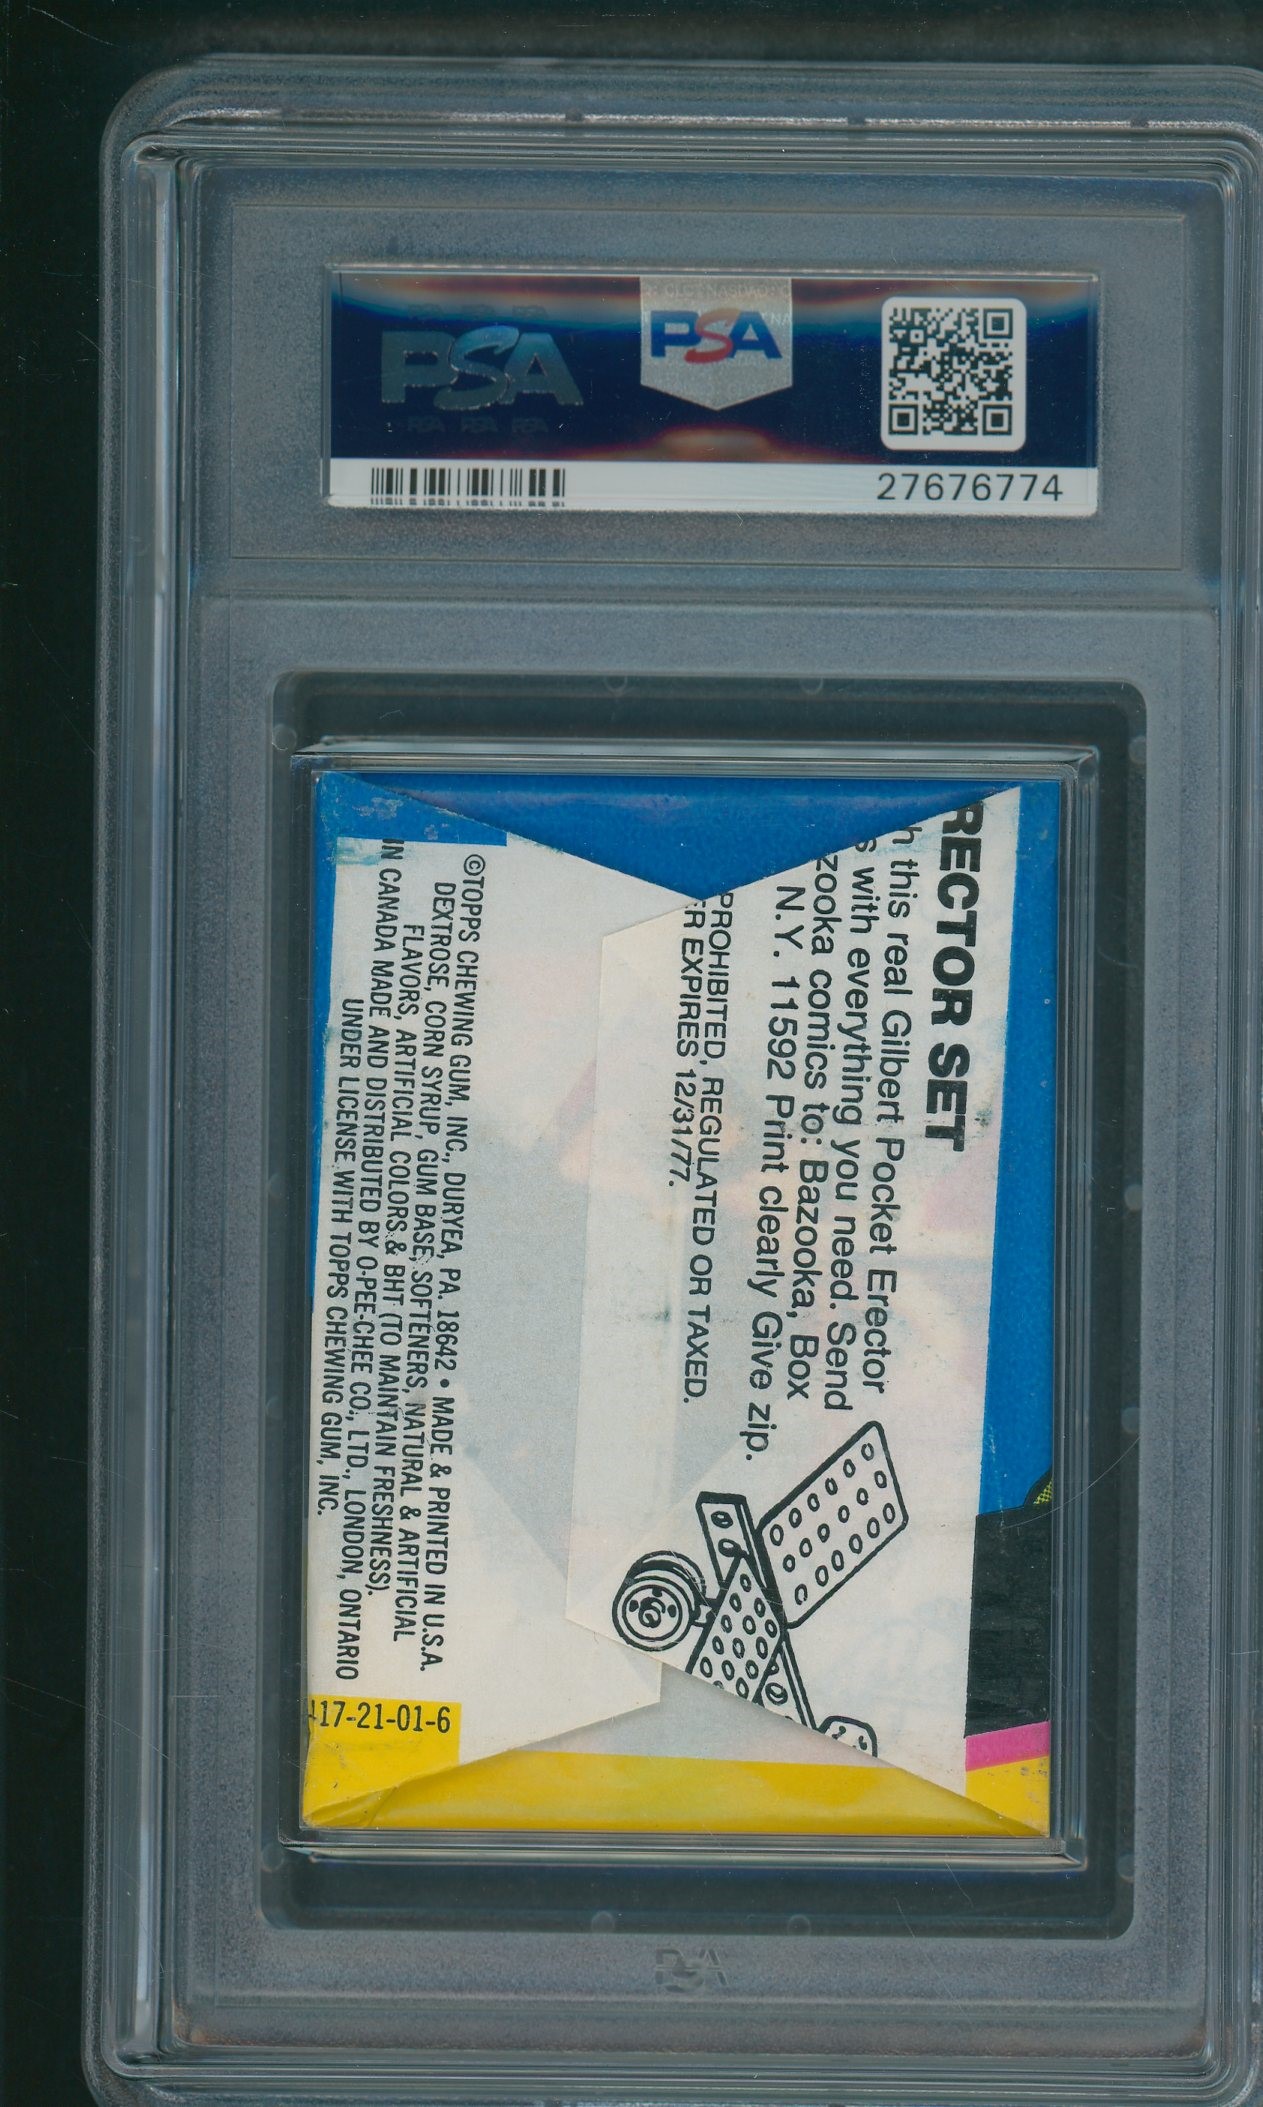 PSA
PSA
27676774
RECTOR SET
h this real Gilbert Pocket Erector
s with everything you need. Send
zooka comics to: Bazooka, Box
N.Y. 11592 Print clearly Give zip.
PROHIBITED, REGULATED OR TAXED.
ER EXPIRES 12/31/77.
©TOPPS CHEWING GUM, INC., DURYEA, PA. 18642 • MADE & PRINTED IN U.S.A.
DEXTROSE, CORN SYRUP, GUM BASE, SOFTENERS, NATURAL & ARTIFICIAL
FLAVORS, ARTIFICIAL COLORS & BHT (TO MAINTAIN FRESHNESS).
IN CANADA MADE AND DISTRIBUTED BY O-PEE-CHEE CO., LTD., LONDON, ONTARIO
UNDER LICENSE WITH TOPPS CHEWING GUM, INC.
417-21-01-6
PSA